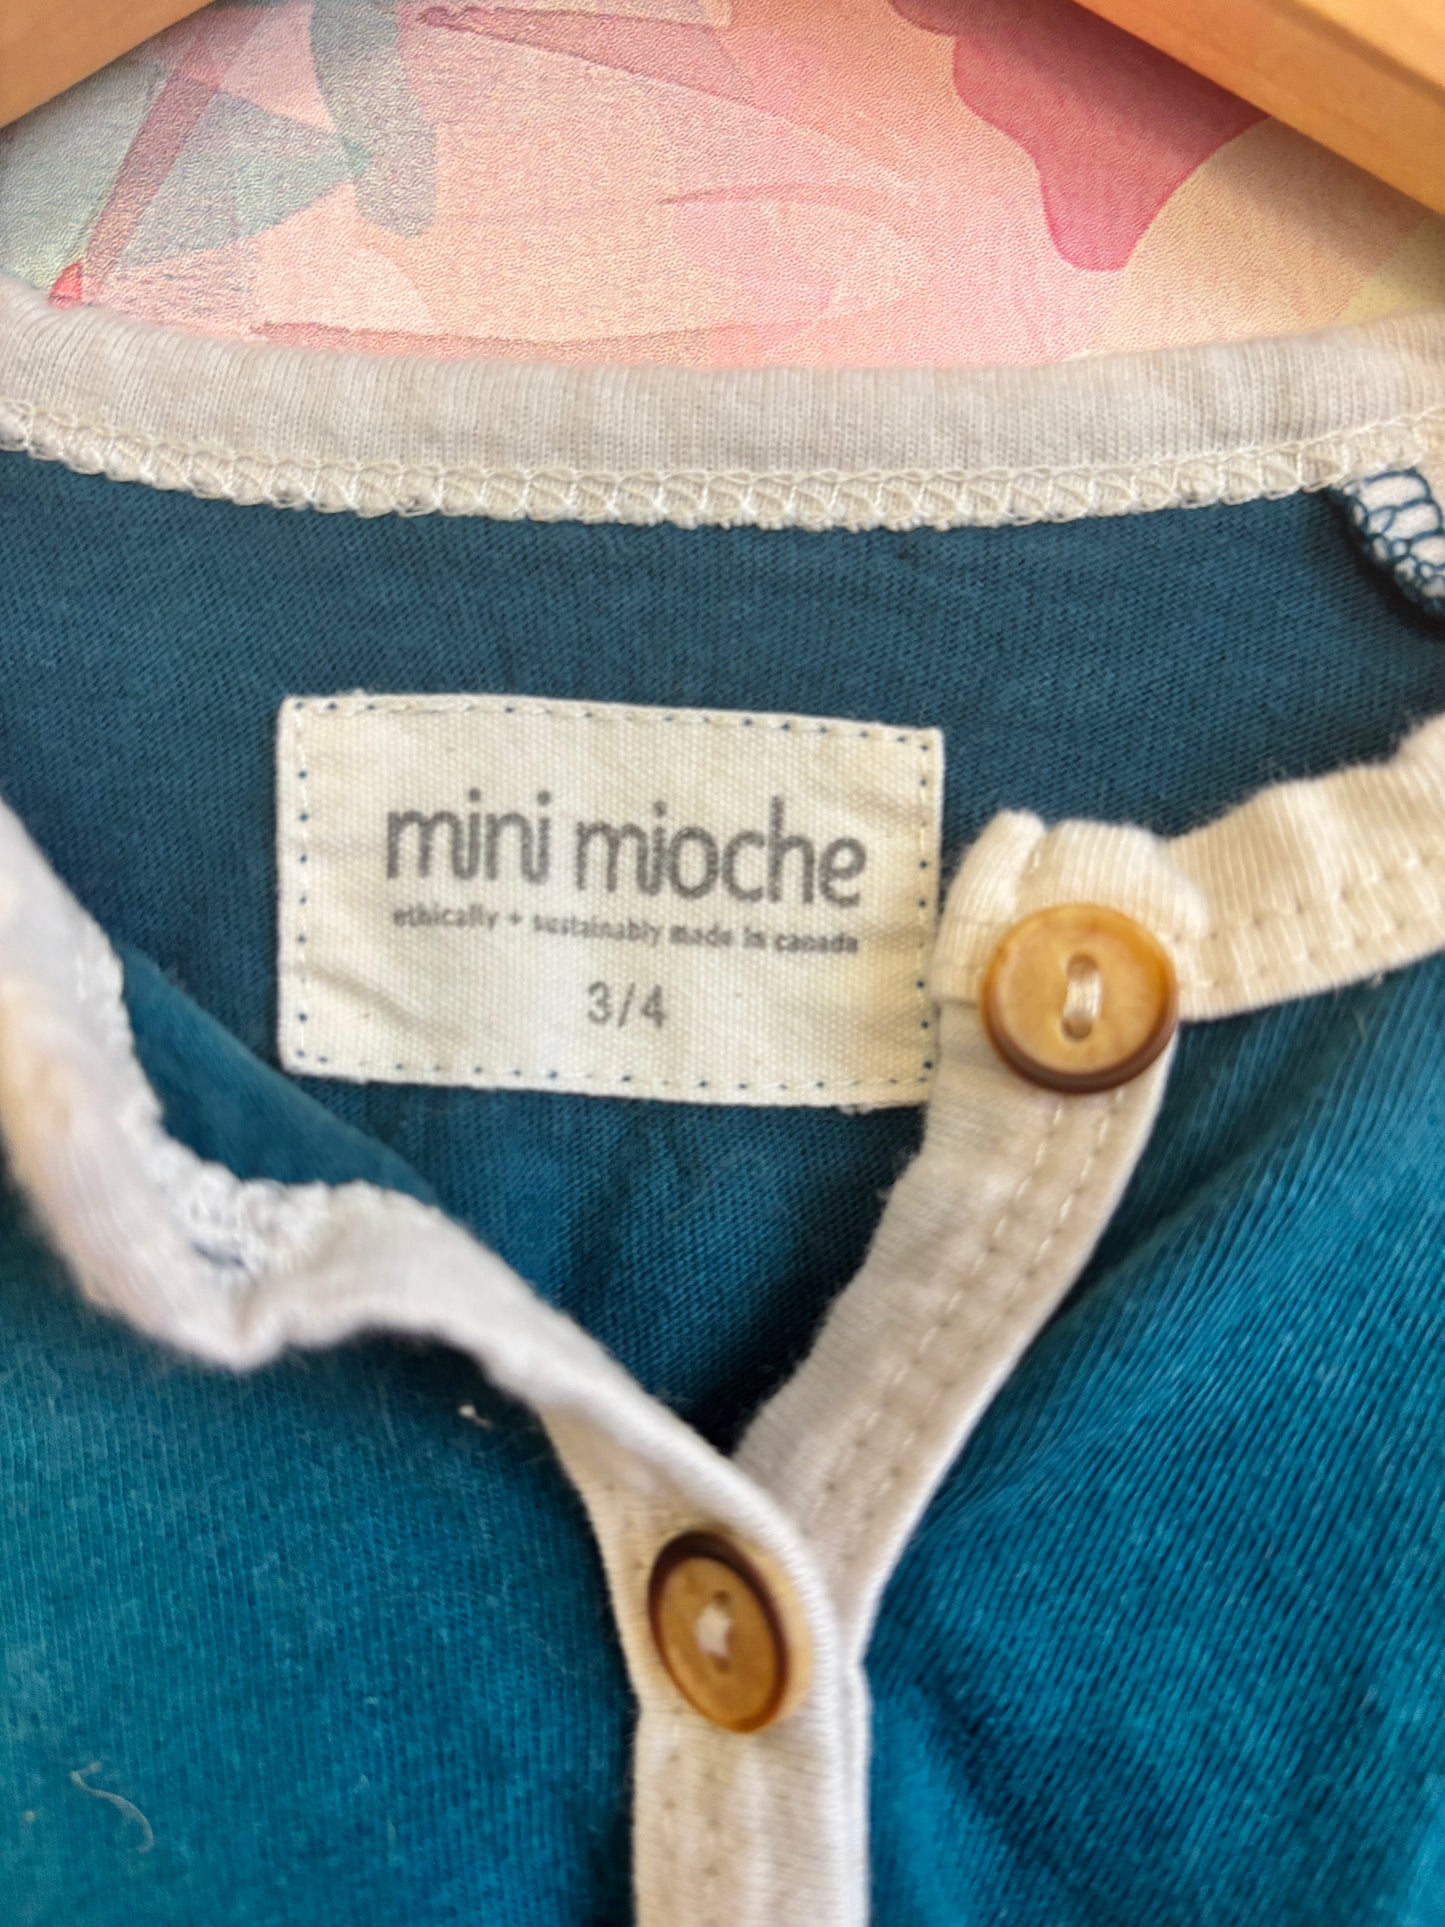 mini mioche
ethically + sustainably made in canada
3/4